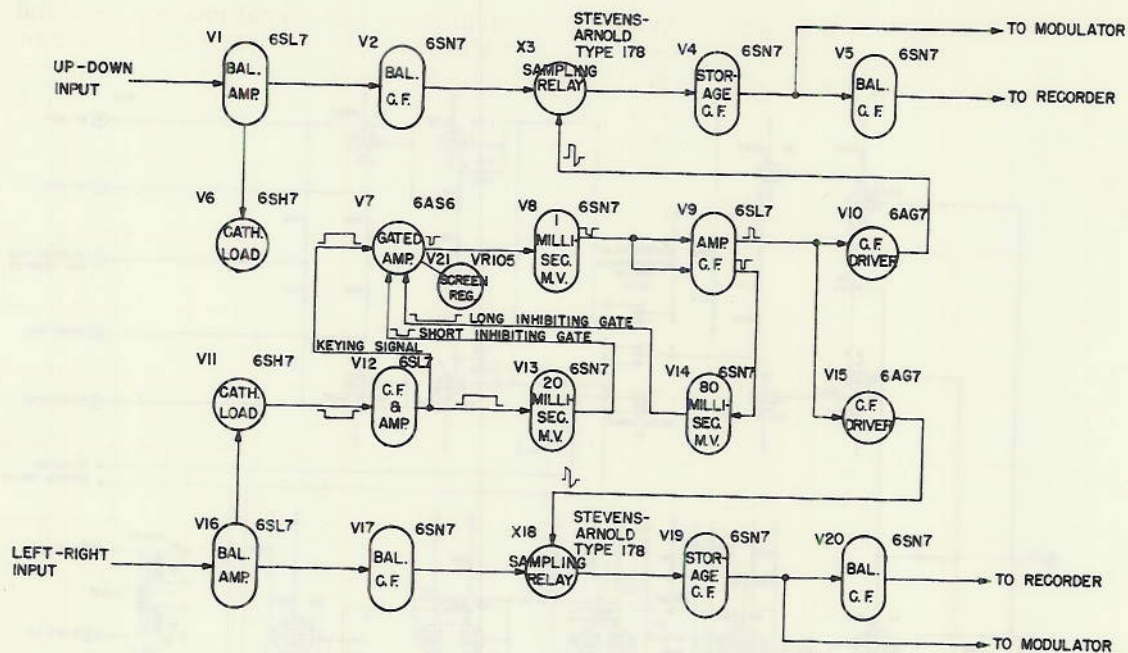 STEVENS-
ARNOLD
TYPE 178
V1
6SL7
V2
6SN7
X3
V4
6SN7
V5
6SN7
TO MODULATOR
UP-DOWN
INPUT
BAL.
AMP.
BAL.
C.F.
SAMPLING
RELAY
STOR-
AGE
C.F.
BAL.
C.F.
TO RECORDER
V6
6SH7
CATH.
LOAD
V7
6AS6
GATED
AMP.
V21
VR105
SCREEN
REG.
V8
6SN7
1
MILLI
SEC.
M.V.
V9
6SL7
AMP.
C.F.
V10
6AG7
C.F.
DRIVER
LONG INHIBITING GATE
SHORT INHIBITING GATE
KEYING SIGNAL
V11
6SH7
CATH.
LOAD
V12
6SL7
C.F.
&
AMP.
V13
6SN7
20
MILLI-
SEC.
M.V.
V14
6SN7
80
MILLI-
SEC.
M.V.
V15
6AG7
C.F.
DRIVER
V16
6SL7
V17
6SN7
X18
STEVENS-
ARNOLD
TYPE 178
V19
6SN7
V20
6SN7
LEFT-RIGHT
INPUT
BAL.
AMP.
BAL.
C.F.
SAMPLING
RELAY
STOR-
AGE
C.F.
BAL.
C.F.
TO RECORDER
TO MODULATOR